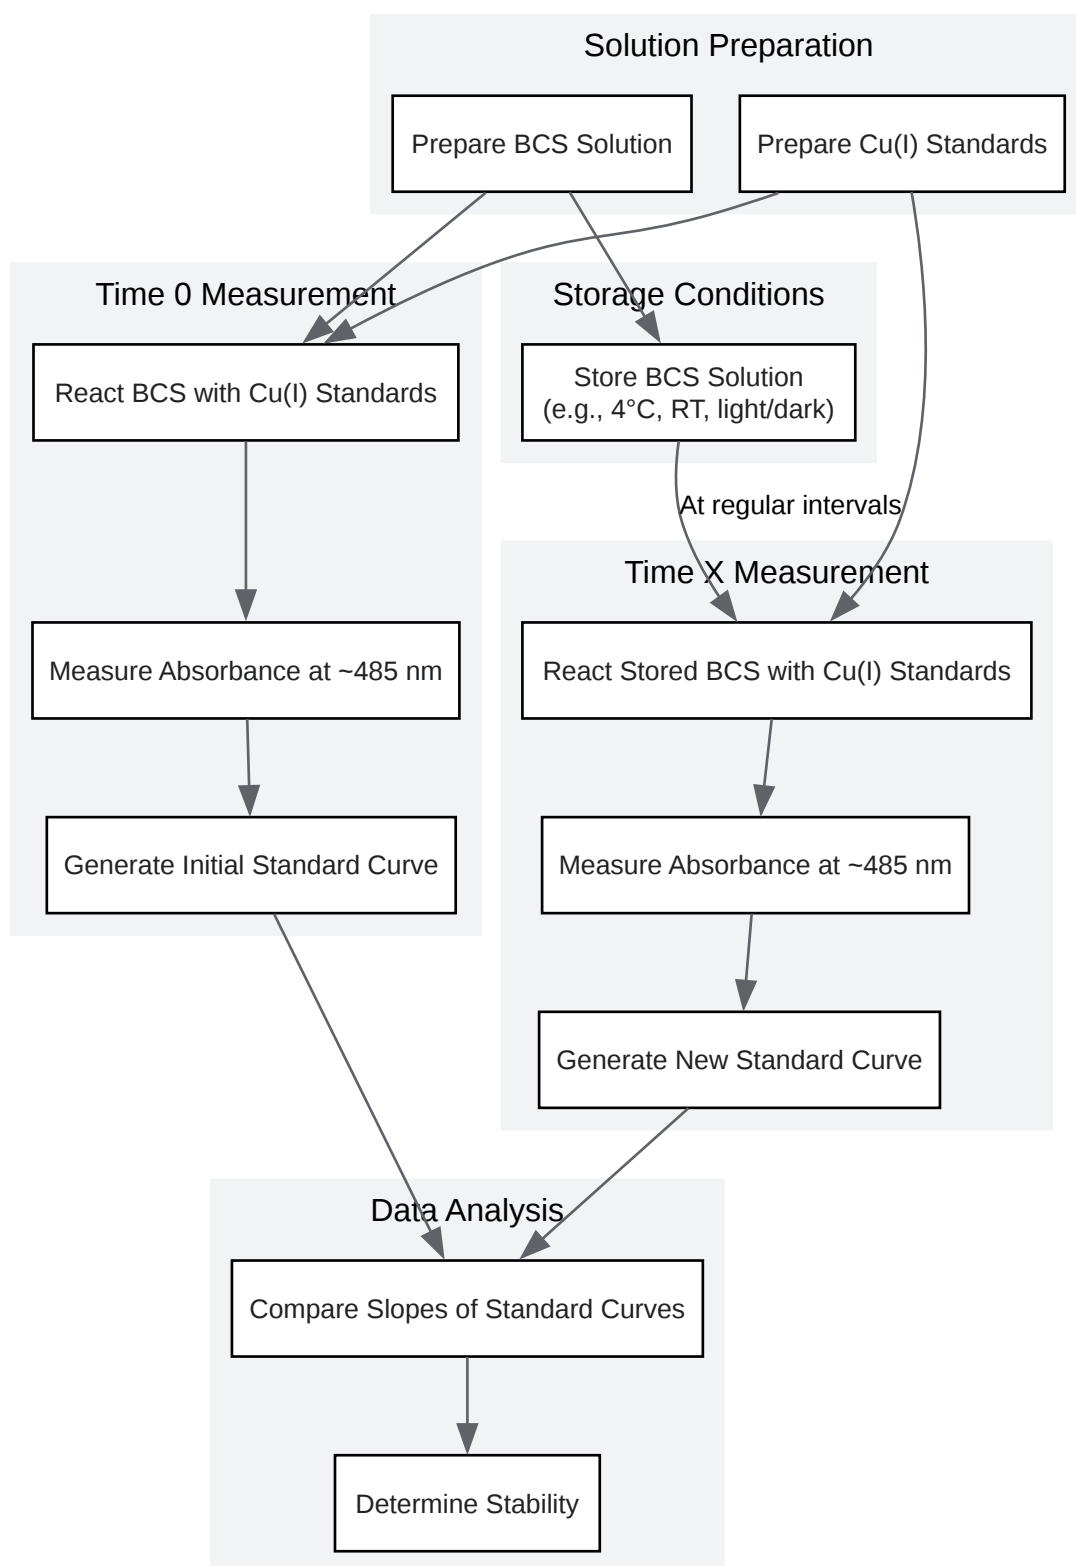 Solution Preparation
Prepare BCS Solution
Prepare Cu(I) Standards
Time 0 Measurement
React BCS with Cu(I) Standards
Measure Absorbance at ~485 nm
Generate Initial Standard Curve
Storage Conditions
Store BCS Solution
(e.g., 4°C, RT, light/dark)
At regular intervals
Time X Measurement
React Stored BCS with Cu(I) Standards
Measure Absorbance at ~485 nm
Generate New Standard Curve
Data Analysis
Compare Slopes of Standard Curves
Determine Stability